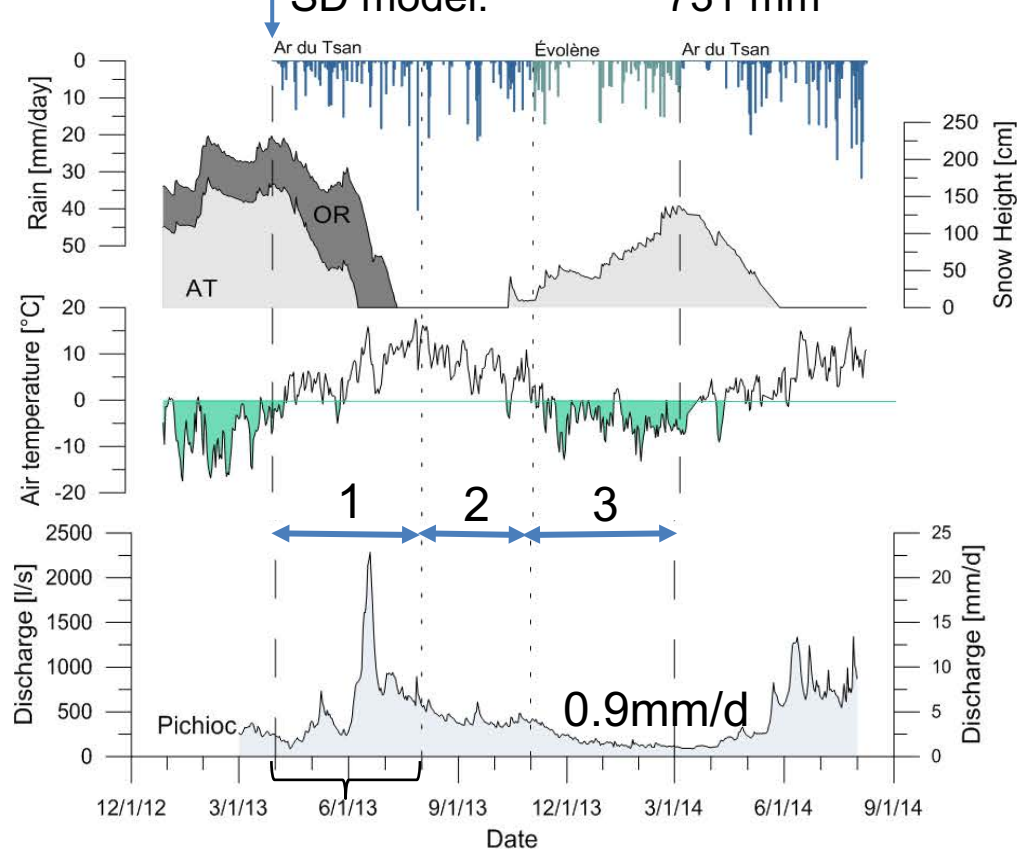 SD model: 731 mm
Ar du Tsan Évolène Ar du Tsan
0
10
20
30
40
50
Rain [mm/day]
250
200
150
100
50
0
Snow Height [cm]
OR
AT
20
10
0
-10
-20
Air temperature [°C]
1 2 3
2500
2000
1500
1000
500
0
Discharge [l/s]
25
20
15
10
5
0
Discharge [mm/d]
Pichioc
0.9mm/d
12/1/12 3/1/13 6/1/13 9/1/13 12/1/13 3/1/14 6/1/14 9/1/14
Date